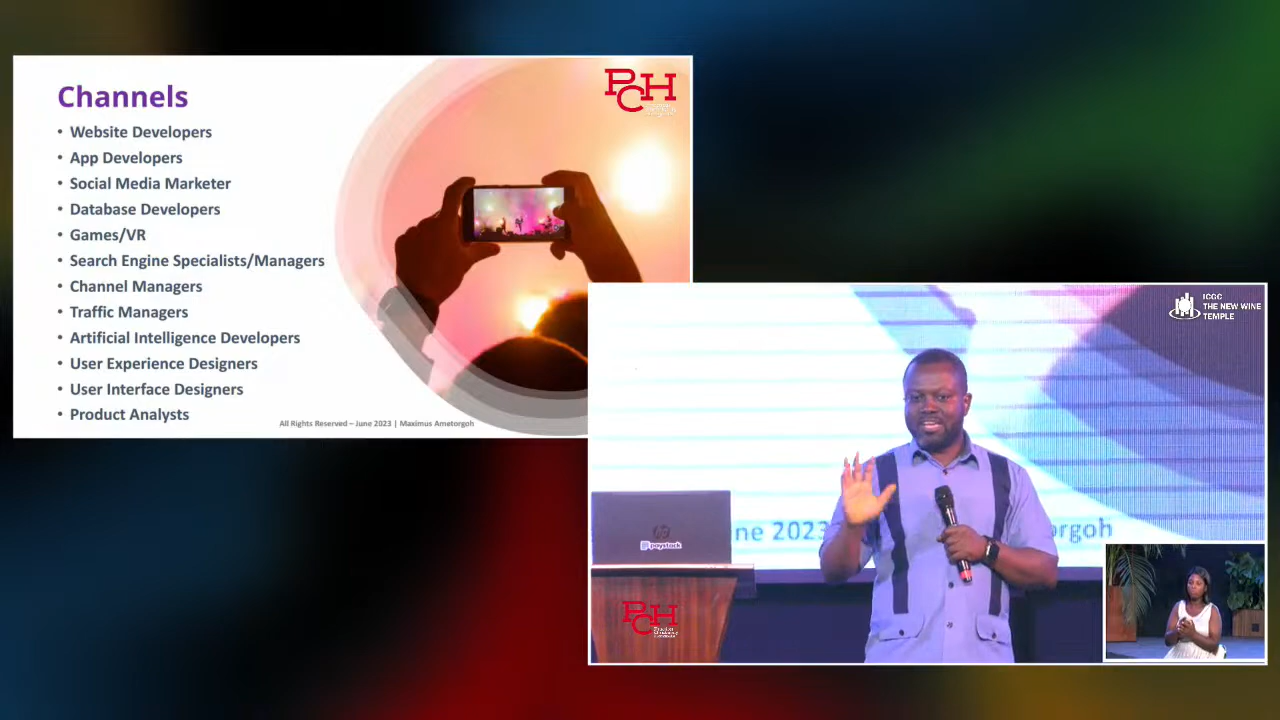 Channels
• Website Developers
• App Developers
• Social Media Marketer
• Database Developers
• Games/VR
• Search Engine Specialists/Managers
• Channel Managers
• Traffic Managers
• Artificial Intelligence Developers
• User Experience Designers
• User Interface Designers
• Product Analysts
All Rights Reserved – June 2023 | Maximus Ametorgoh
PCH
ICGC
THE NEW WINE
TEMPLE
ne 2023
orgoh
hp
paystack
PCH